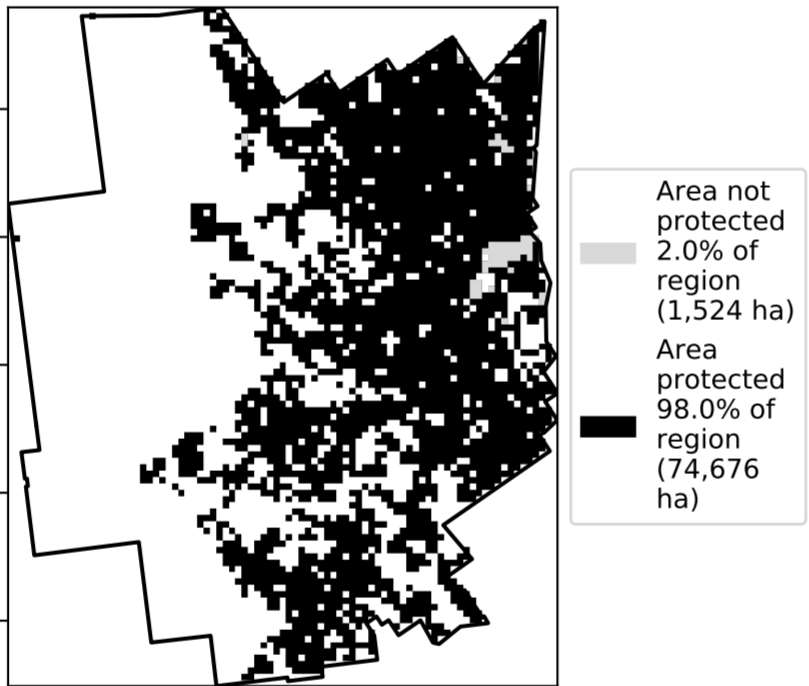 Area not
protected
2.0% of
region
(1,524 ha)
Area
protected
98.0% of
region
(74,676
ha)